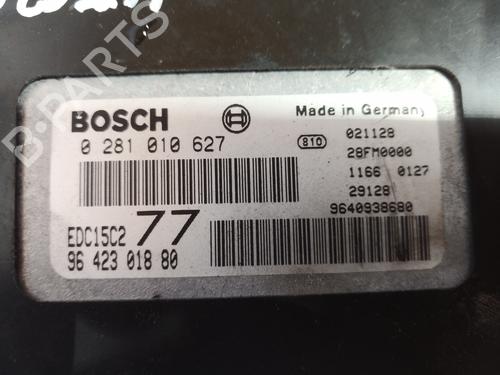 BOSCH
Made in Germany
0 281 010 627
810
021128
28FM0000
1166 0127
29128
9640938680
EDC15C2 77
96 423 018 80
B-PARTS